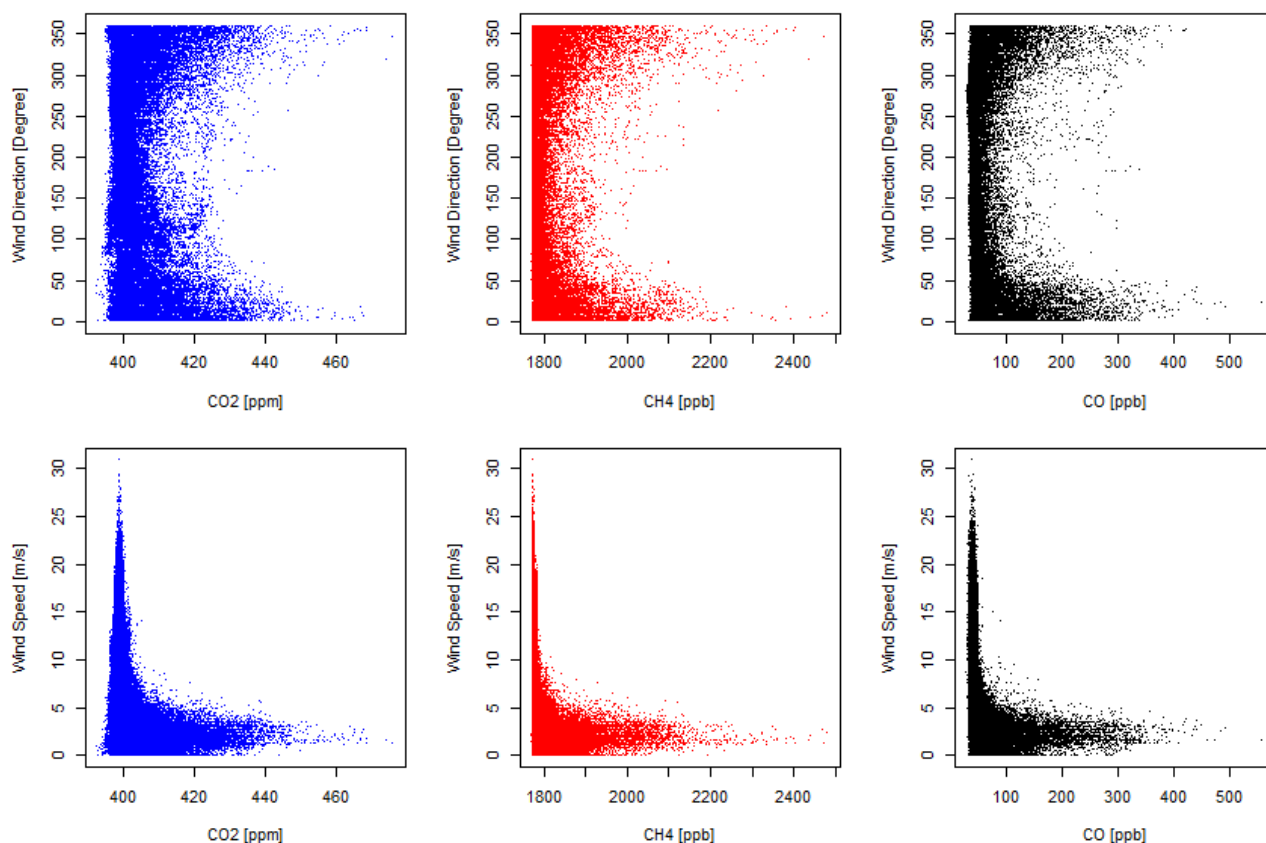 350
300
250
200
150
100
50
0
Wind Direction [Degree]
400 420 440 460
CO2 [ppm]
350
300
250
200
150
100
50
0
Wind Direction [Degree]
1800 2000 2200 2400
CH4 [ppb]
350
300
250
200
150
100
50
0
Wind Direction [Degree]
100 200 300 400 500
CO [ppb]
30
25
20
15
10
5
0
Wind Speed [m/s]
400 420 440 460
CO2 [ppm]
30
25
20
15
10
5
0
Wind Speed [m/s]
1800 2000 2200 2400
CH4 [ppb]
30
25
20
15
10
5
0
Wind Speed [m/s]
100 200 300 400 500
CO [ppb]